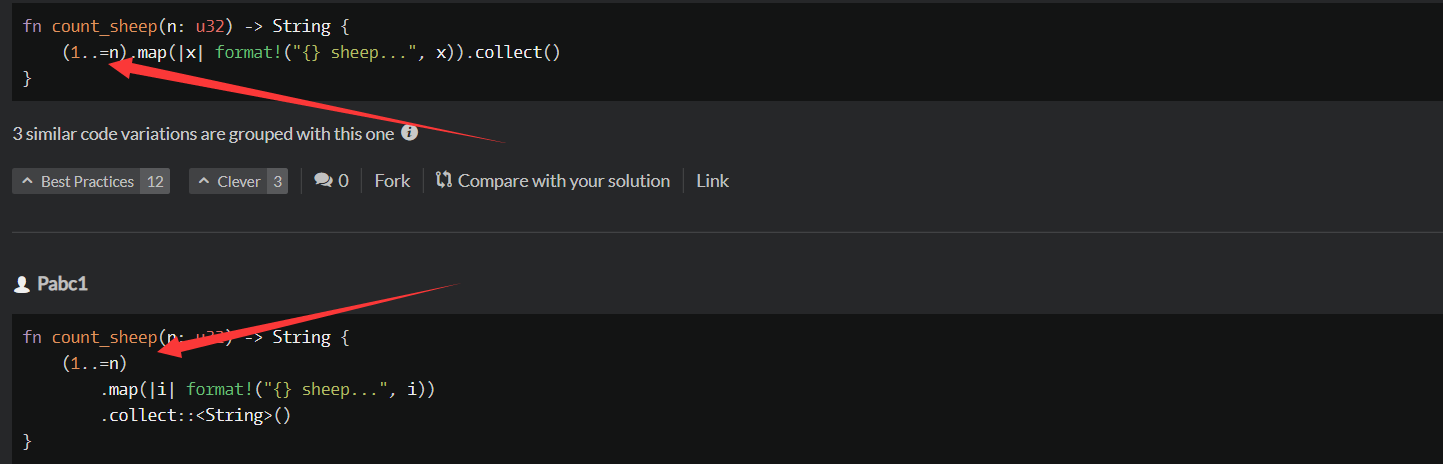 fn count_sheep(n: u32) -> String {
    (1..=n).map(|x| format!("{} sheep...", x)).collect()
}
3 similar code variations are grouped with this one i
Best Practices 12 Clever 3 0 Fork Compare with your solution Link
Pabc1
fn count_sheep(n: u32) -> String {
    (1..=n)
        .map(|i| format!("{} sheep...", i))
        .collect::<String>()
}